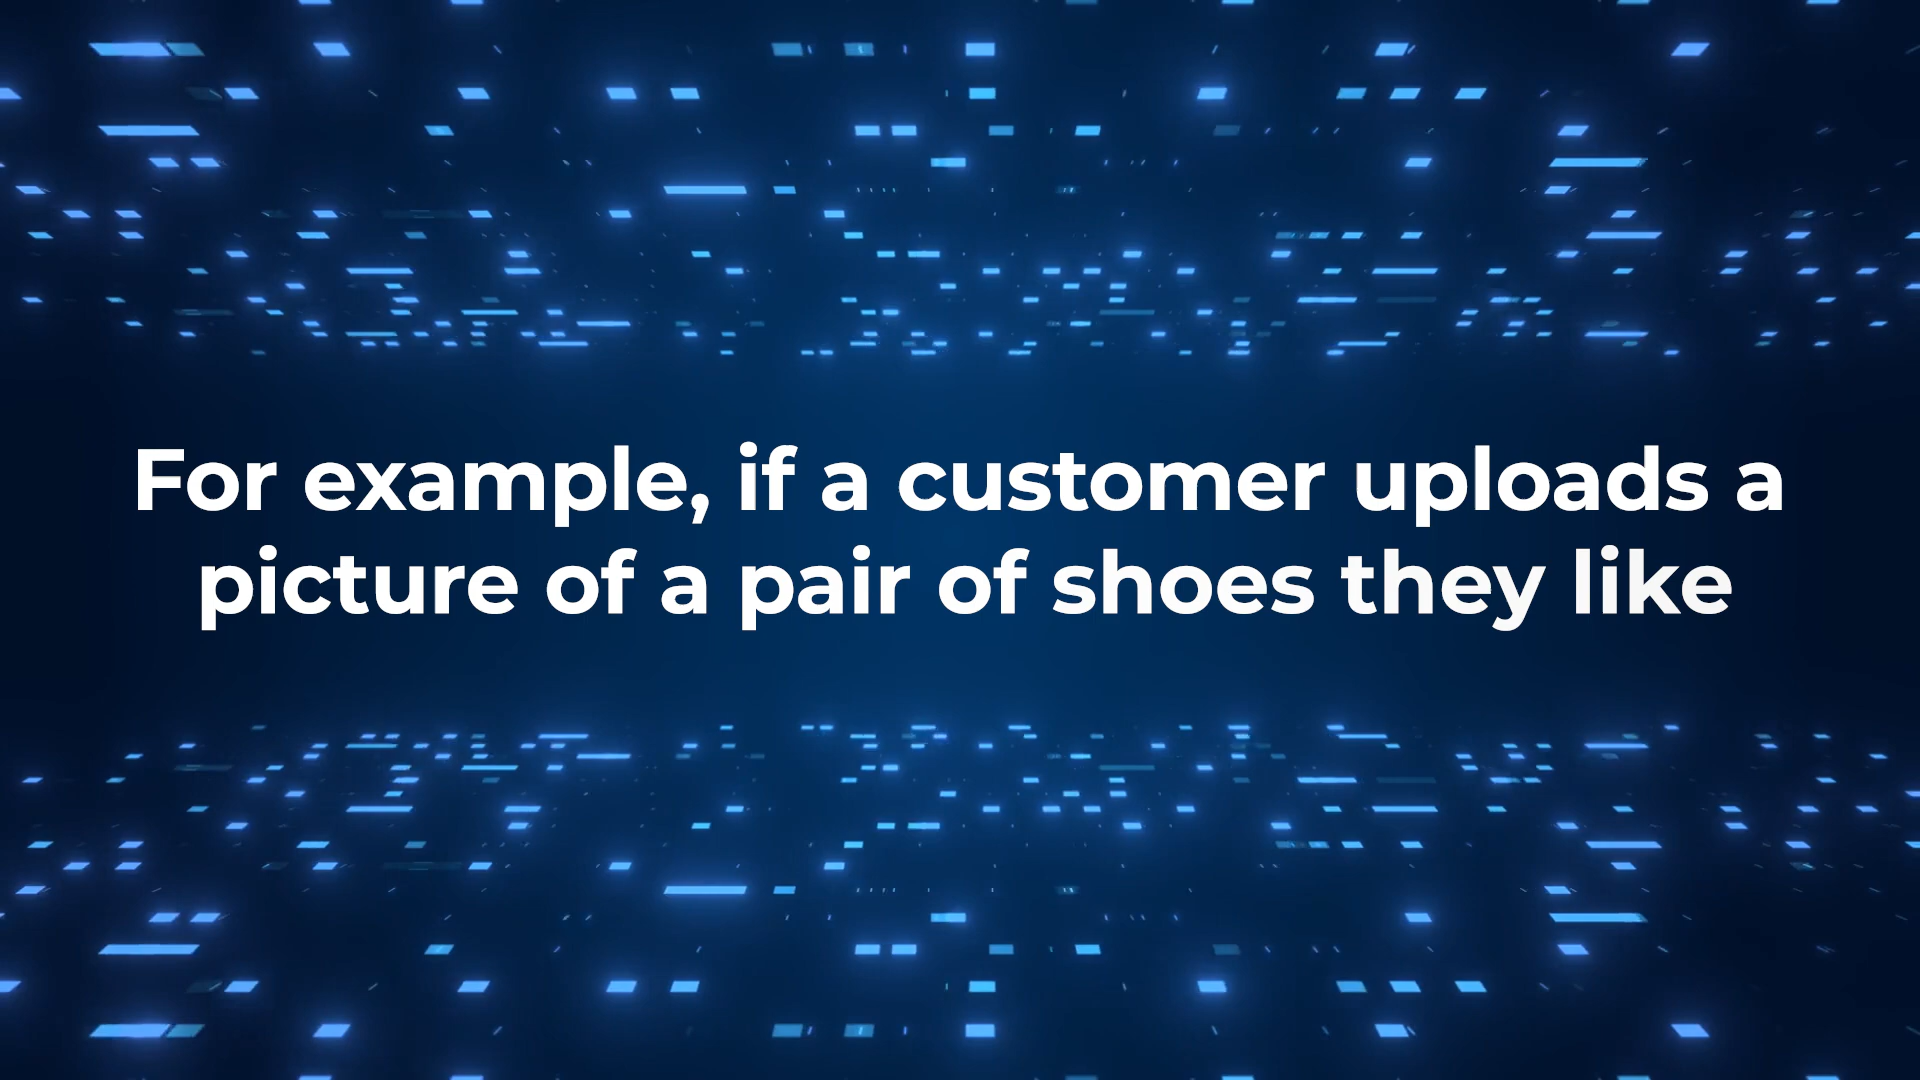 For example, if a customer uploads a
picture of a pair of shoes they like